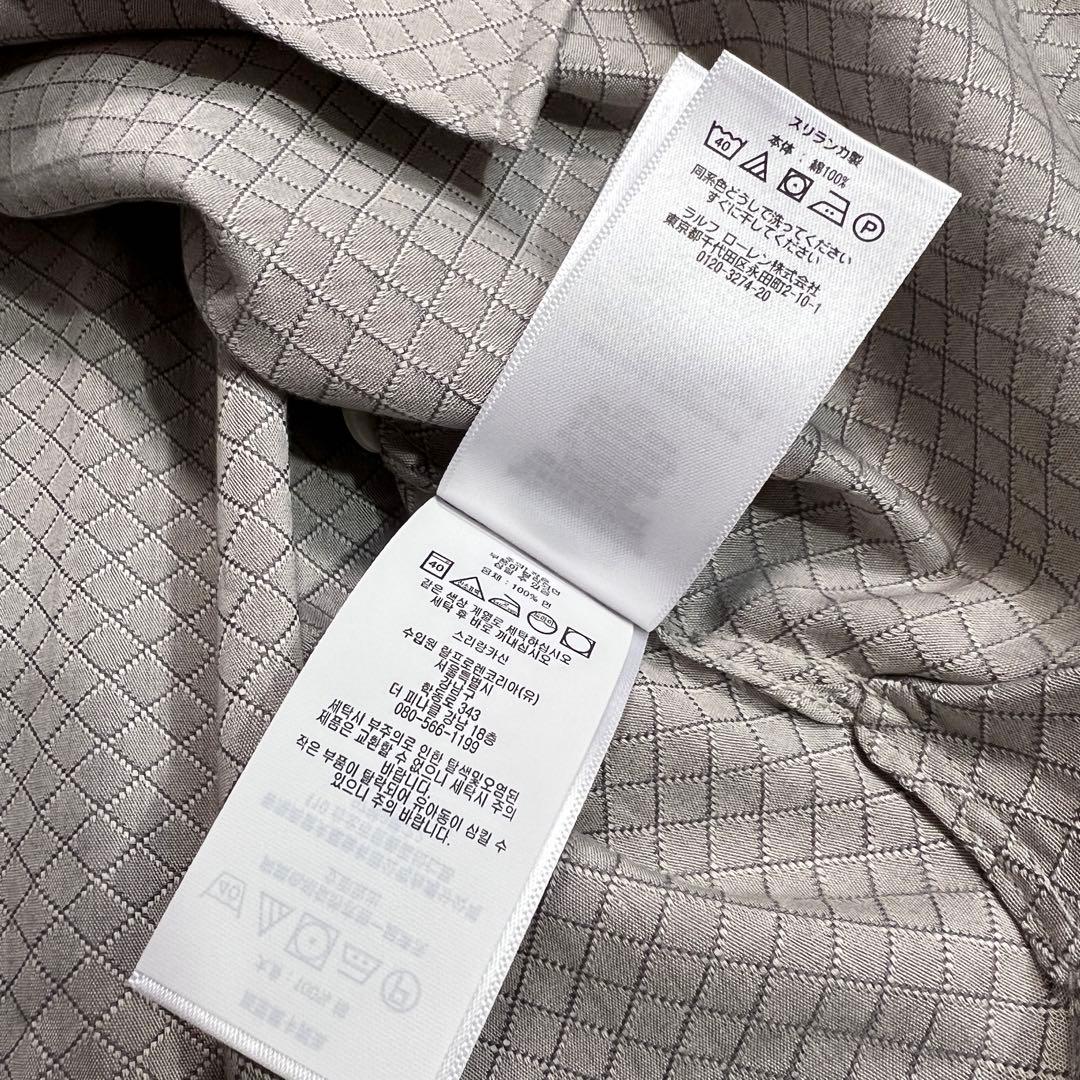 スリランカ製
本体 : 綿100%
40 P
同系色どうしで洗ってください
すぐに干してください
ラルフ ローレン株式会社
東京都千代田区永田町2-10-1
0120-3274-20
40
본체 : 100% 면
같은 색상 계열로 세탁하십시오
세탁 후 바로 꺼내십시오
스리랑카산
수입원 랄프로렌코리아(유)
서울특별시
강남구
343
더 피나클 강남 18층
080-566-1199
세탁시 부주의로 인한 탈색및오염된
제품은 교환할 수 없으니 세탁시 주의
바랍니다.
작은 부품이 탈락되어 유아동이 삼킬 수
있으니 주의 바랍니다.